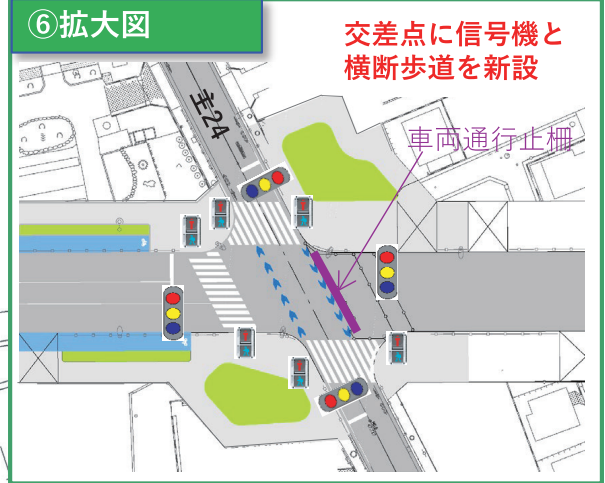 ⑥拡大図
交差点に信号機と
横断歩道を新設
主24
車両通行止柵